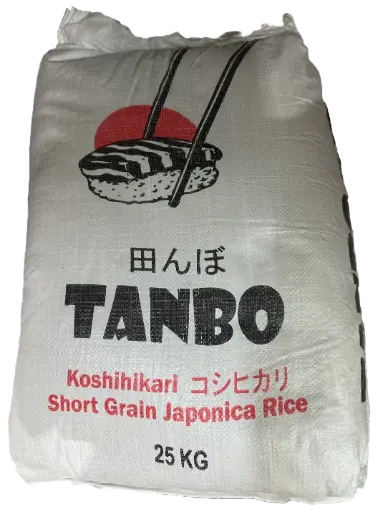 田んぼ
TANBO
Koshihikari コシヒカリ
Short Grain Japonica Rice
25 KG